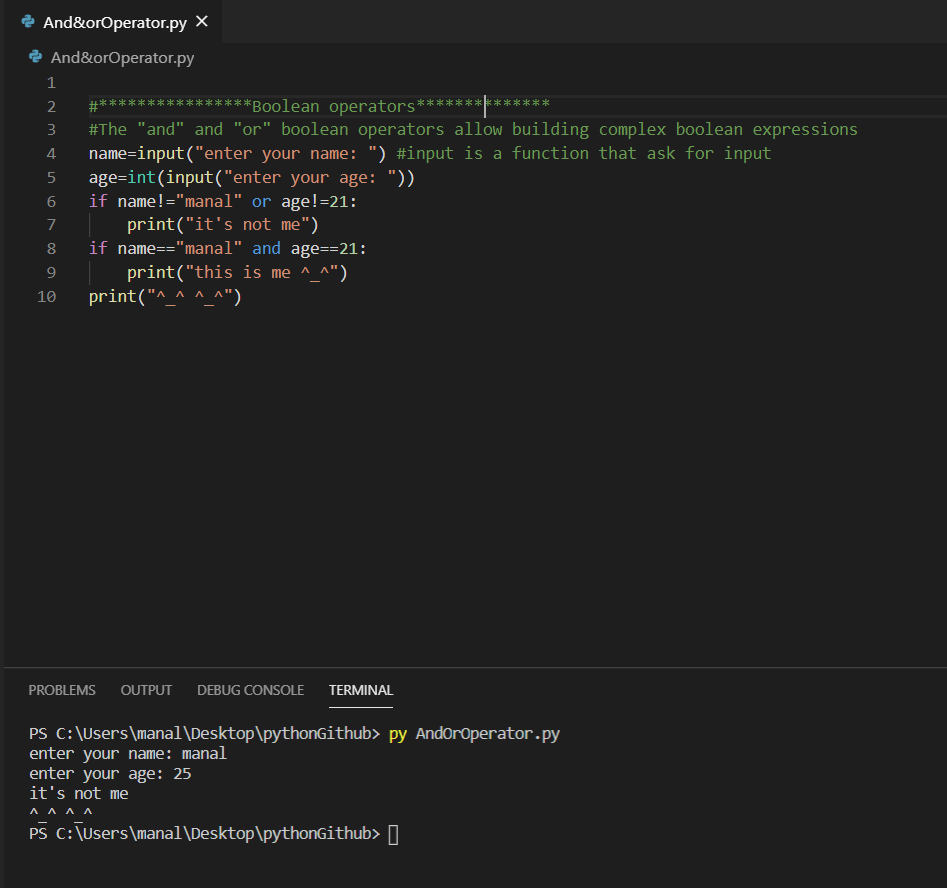 And&orOperator.py ×
And&orOperator.py
1
2 #****************Boolean operators**************
3 #The "and" and "or" boolean operators allow building complex boolean expressions
4 name=input("enter your name: ") #input is a function that ask for input
5 age=int(input("enter your age: "))
6 if name!="manal" or age!=21:
7     print("it's not me")
8 if name=="manal" and age==21:
9     print("this is me ^_^")
10 print("^_^ ^_^")
PROBLEMS OUTPUT DEBUG CONSOLE TERMINAL
PS C:\Users\manal\Desktop\pythonGithub> py AndOrOperator.py
enter your name: manal
enter your age: 25
it's not me
^_^ ^_^
PS C:\Users\manal\Desktop\pythonGithub>